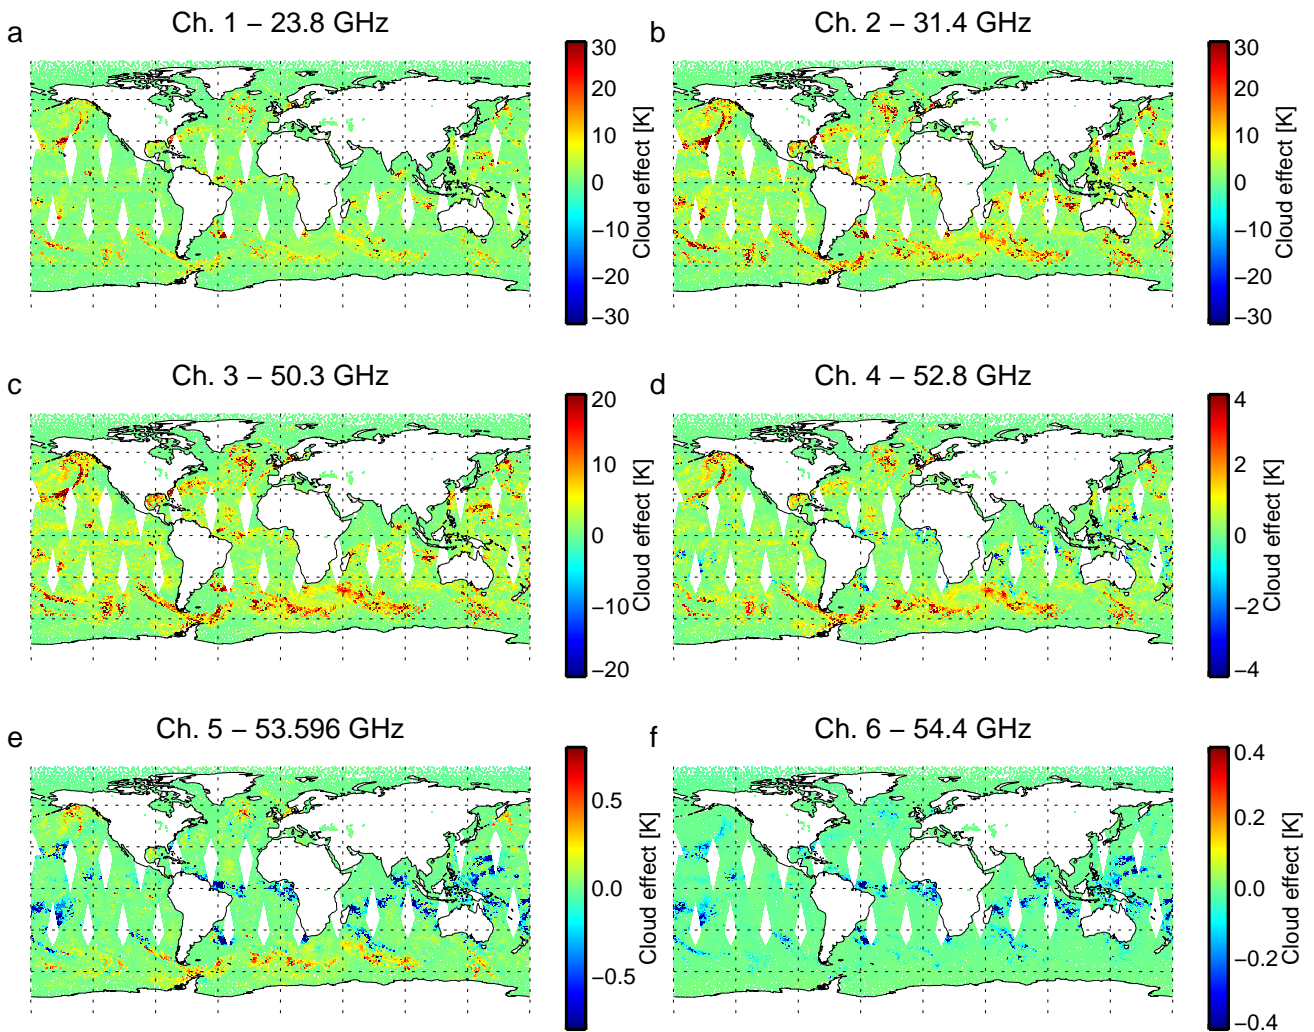 a
Ch. 1 – 23.8 GHz
30
20
10
0
–10
–20
–30
Cloud effect [K]
b
Ch. 2 – 31.4 GHz
30
20
10
0
–10
–20
–30
Cloud effect [K]
c
Ch. 3 – 50.3 GHz
20
10
0
–10
–20
Cloud effect [K]
d
Ch. 4 – 52.8 GHz
4
2
0
–2
–4
Cloud effect [K]
e
Ch. 5 – 53.596 GHz
0.5
0.0
–0.5
Cloud effect [K]
f
Ch. 6 – 54.4 GHz
0.4
0.2
0.0
–0.2
–0.4
Cloud effect [K]